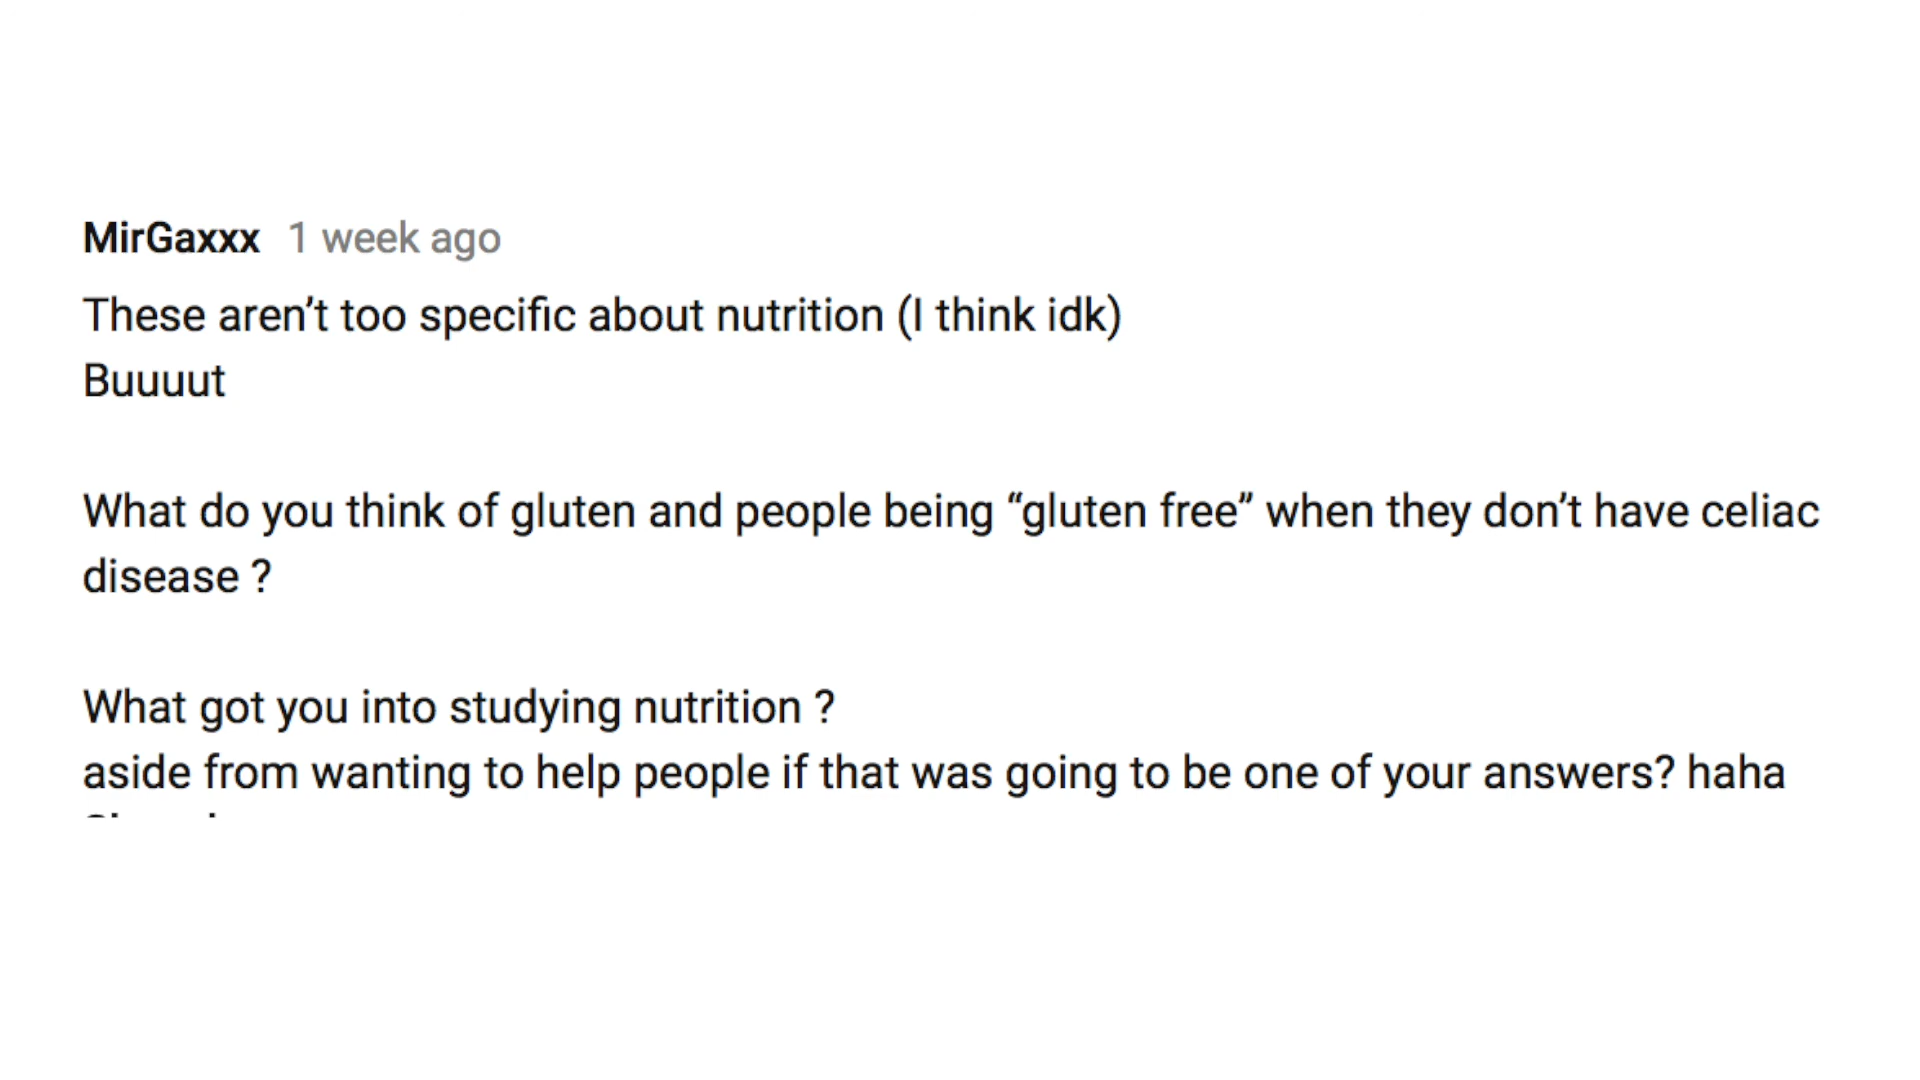 MirGaxxx 1 week ago
These aren’t too specific about nutrition (I think idk)
Buuuut
What do you think of gluten and people being “gluten free” when they don’t have celiac
disease ?
What got you into studying nutrition ?
aside from wanting to help people if that was going to be one of your answers? haha